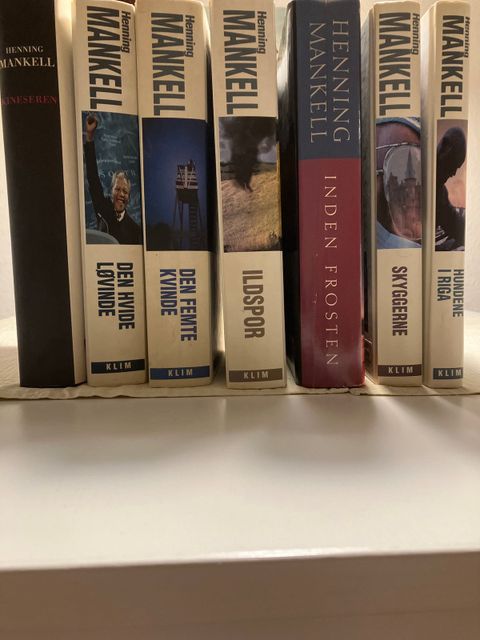 HENNING
MANKELL
KINESEREN
Henning
MANKELL
DEN HVIDE
LØVINDE
KLIM
Henning
MANKELL
DEN FEMTE
KVINDE
KLIM
Henning
MANKELL
ILDSPOR
KLIM
HENNING
MANKELL
INDEN FROSTEN
Henning
MANKELL
SKYGGERNE
KLIM
Henning
MANKELL
HUNDENE
I RIGA
KLIM